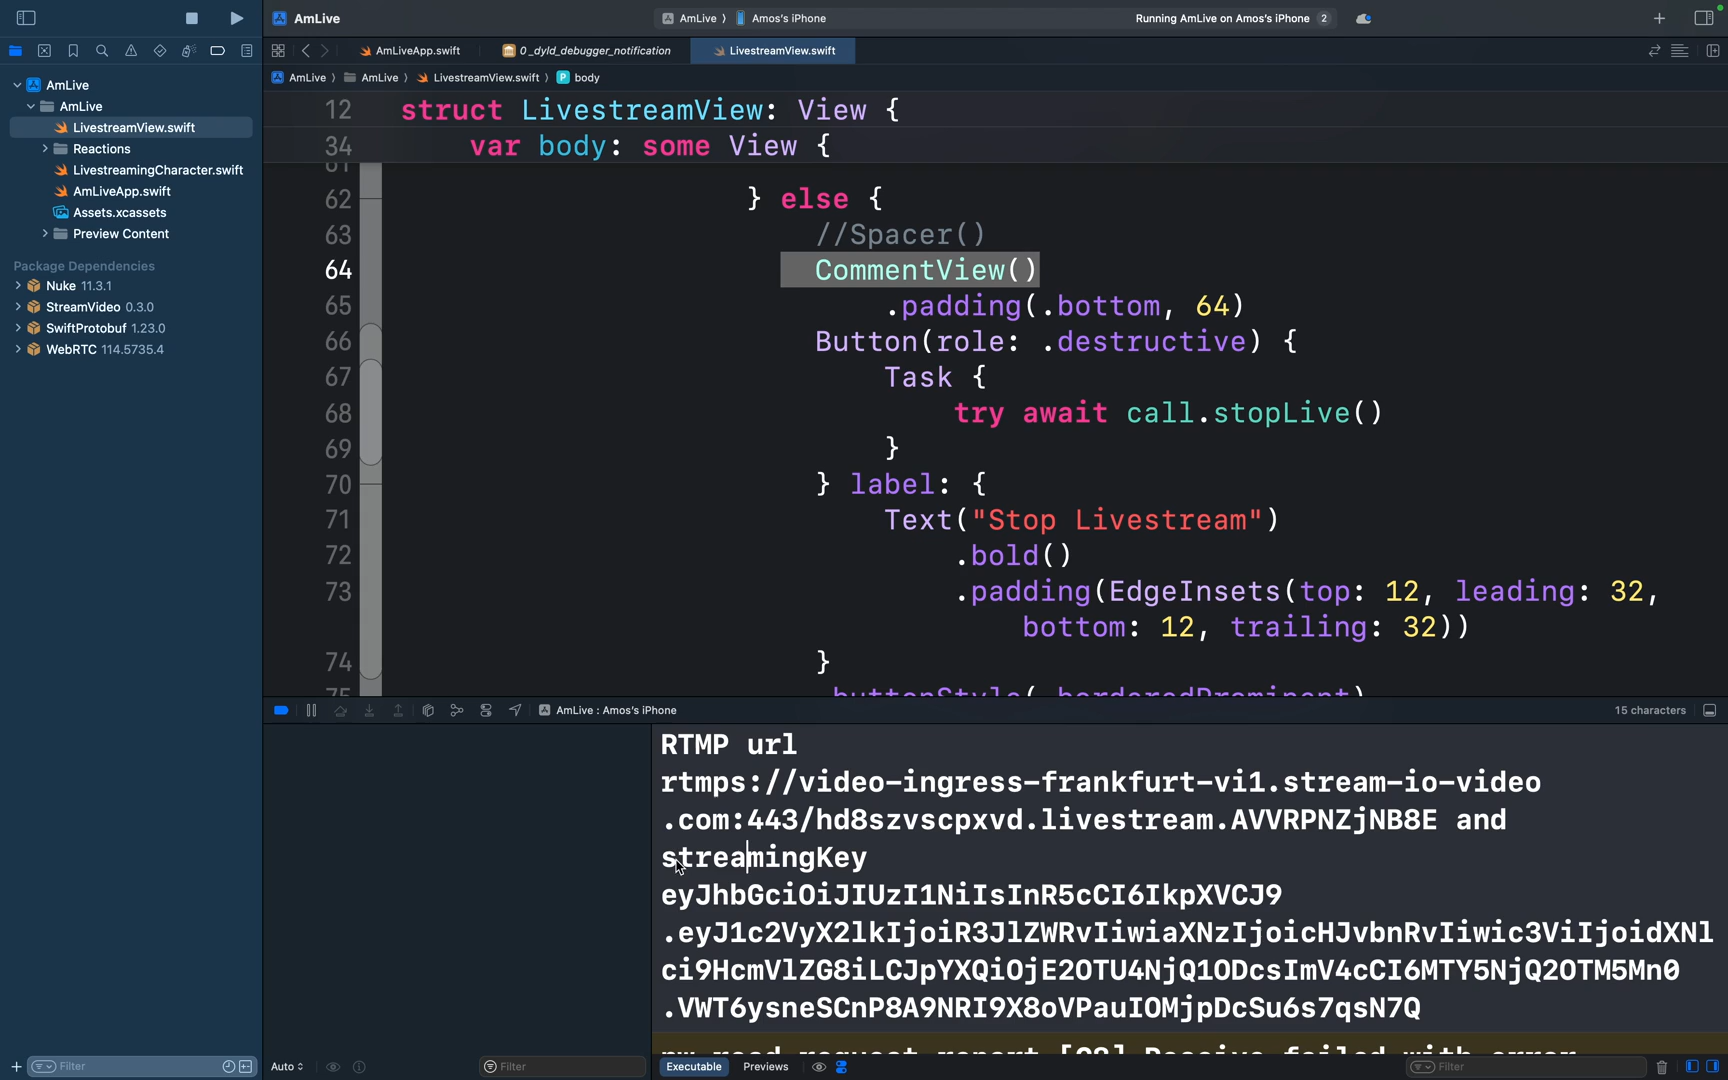 AmLive
AmLive 〉 Amos's iPhone
Running AmLive on Amos's iPhone 2
AmLiveApp.swift
0 _dyld_debugger_notification
LivestreamView.swift
AmLive 〉 AmLive 〉 LivestreamView.swift 〉 P body
AmLive
AmLive
LivestreamView.swift
Reactions
LivestreamingCharacter.swift
AmLiveApp.swift
Assets.xcassets
Preview Content
Package Dependencies
Nuke 11.3.1
StreamVideo 0.3.0
SwiftProtobuf 1.23.0
WebRTC 114.5735.4
12 struct LivestreamView: View {
34 var body: some View {
61
62 } else {
63 //Spacer()
64 CommentView()
65 .padding(.bottom, 64)
66 Button(role: .destructive) {
67 Task {
68 try await call.stopLive()
69 }
70 } label: {
71 Text("Stop Livestream")
72 .bold()
73 .padding(EdgeInsets(top: 12, leading: 32,
bottom: 12, trailing: 32))
74 }
75 .buttonStyle(.borderedProminent)
AmLive : Amos's iPhone
15 characters
RTMP url
rtmps://video-ingress-frankfurt-vi1.stream-io-video
.com:443/hd8szvscpxvd.livestream.AVVRPNZjNB8E and
streamingKey
eyJhbGciOiJIUzI1NiIsInR5cCI6IkpXVCJ9
.eyJ1c2VyX2lkIjoiR3JlZWRvIiwiaXNzIjoicHJvbnRvIiwic3ViIjoidXNl
ci9HcmVlZG8iLCJpYXQiOjE2OTU4NjQ1ODcsImV4cCI6MTY5NjQ2OTM5Mn0
.VWT6ysneSCnP8A9NRI9X8oVPauIOMjpDcSu6s7qsN7Q
Filter
Auto
Filter
Executable
Previews
Filter